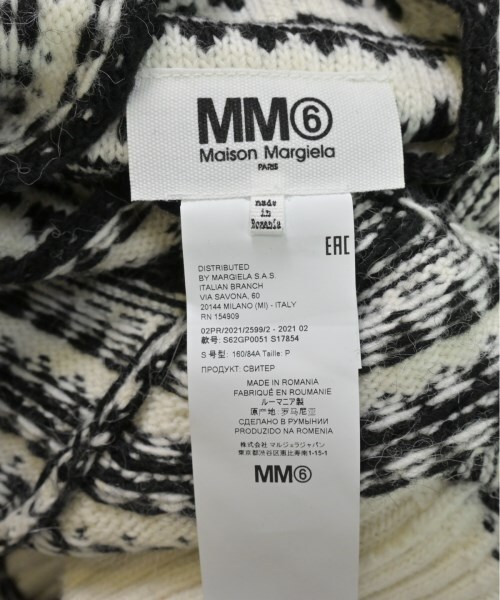 MM⑥
Maison Margiela
PARIS
made
in
Romania
EAC
DISTRIBUTED
BY MARGIELA S.A.S.
ITALIAN BRANCH
VIA SAVONA, 60
20144 MILANO (MI) - ITALY
RN 154909
02PR/2021/2599/2 - 2021 02
款号: S62GP0051 S17854
S 号型: 160/84A Taille: P
ПРОДУКТ: СВИТЕР
MADE IN ROMANIA
FABRIQUÉ EN ROUMANIE
ルーマニア製
原产地: 罗马尼亚
СДЕЛАНО В РУМЫНИИ
PRODUZIDO NA ROMENIA
株式会社 マルジェラジャパン
東京都渋谷区恵比寿南1-15-1
MM⑥